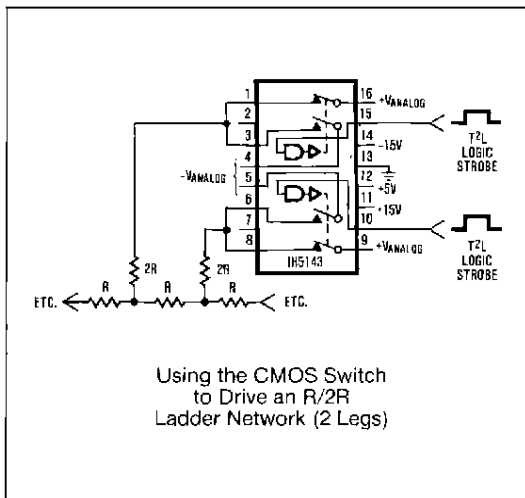 1 16 +VANALOG
2 15
3 14 -15V
T²L
LOGIC
STROBE
4 13
-VANALOG
5 12 +5V
6 11 +15V
7 10
8 9 +VANALOG
IH5143
T²L
LOGIC
STROBE
2R 2R
ETC. R R R ETC.
Using the CMOS Switch
to Drive an R/2R
Ladder Network (2 Legs)